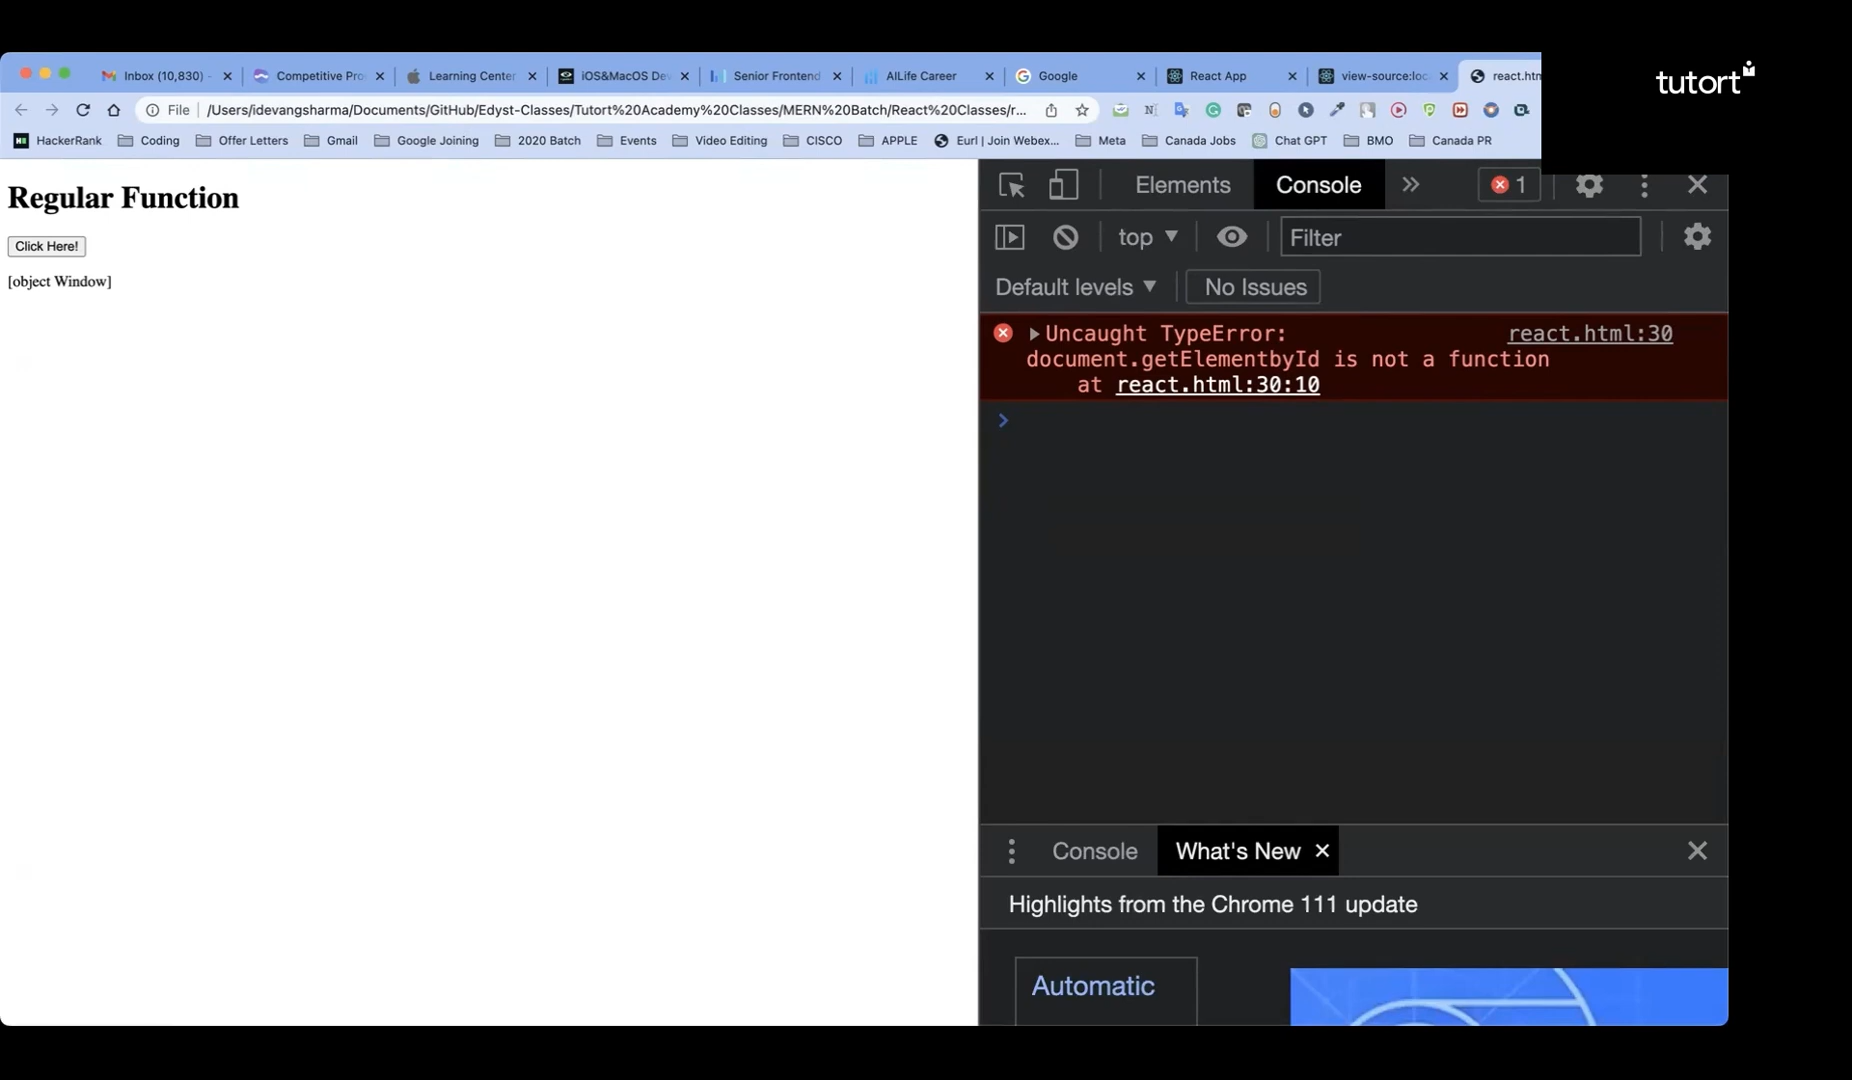 tutort
Inbox (10,830)
Competitive Pro
Learning Center
iOS&MacOS Dev
Senior Frontend
AILife Career
Google
React App
view-source:loc
react.htm
File
/Users/idevangsharma/Documents/GitHub/Edyst-Classes/Tutort%20Academy%20Classes/MERN%20Batch/React%20Classes/r...
HackerRank
Coding
Offer Letters
Gmail
Google Joining
2020 Batch
Events
Video Editing
CISCO
APPLE
Eurl | Join Webex...
Meta
Canada Jobs
Chat GPT
BMO
Canada PR
Regular Function
Click Here!
[object Window]
Elements
Console
1
top
Filter
Default levels
No Issues
Uncaught TypeError: react.html:30
document.getElementbyId is not a function
at react.html:30:10
Console
What's New
Highlights from the Chrome 111 update
Automatic